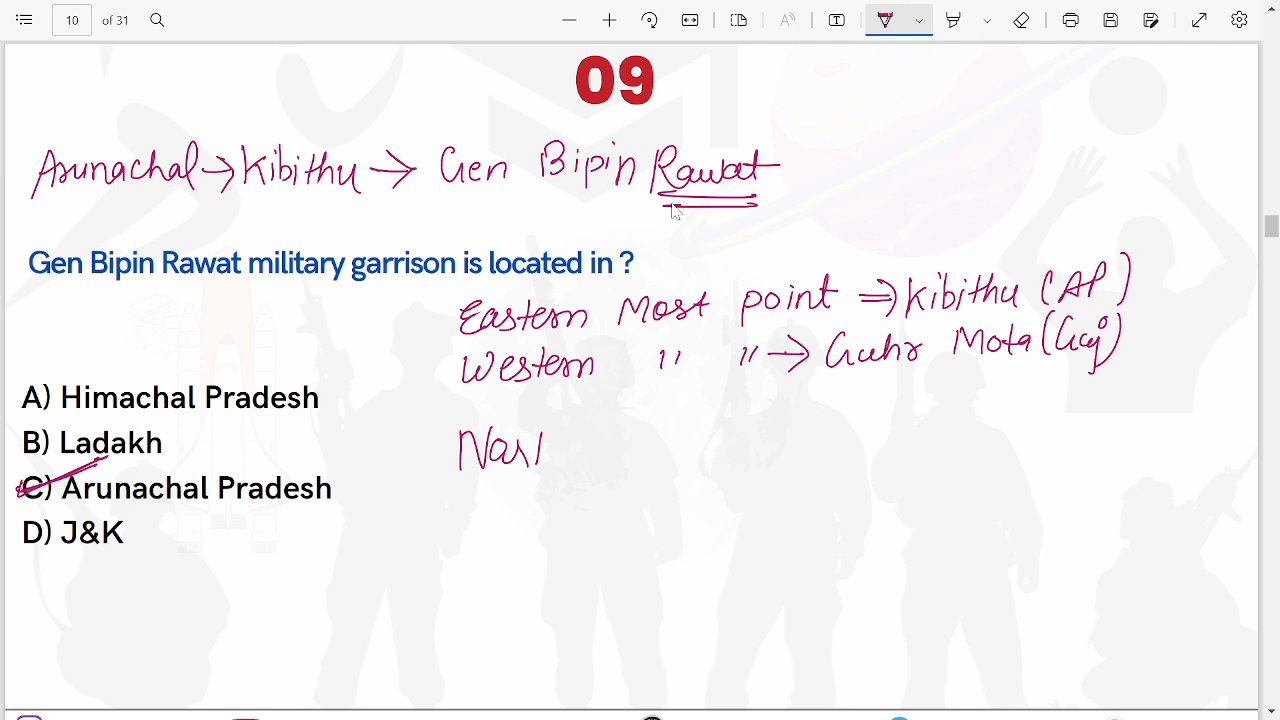 10 of 31
09
Arunachal → Kibithu → Gen Bipin Rawat
Gen Bipin Rawat military garrison is located in ?
Eastern Most point ⇒ Kibithu (AP)
Western " " → Guhr Mota (Guj)
A) Himachal Pradesh
B) Ladakh
C) Arunachal Pradesh
D) J&K